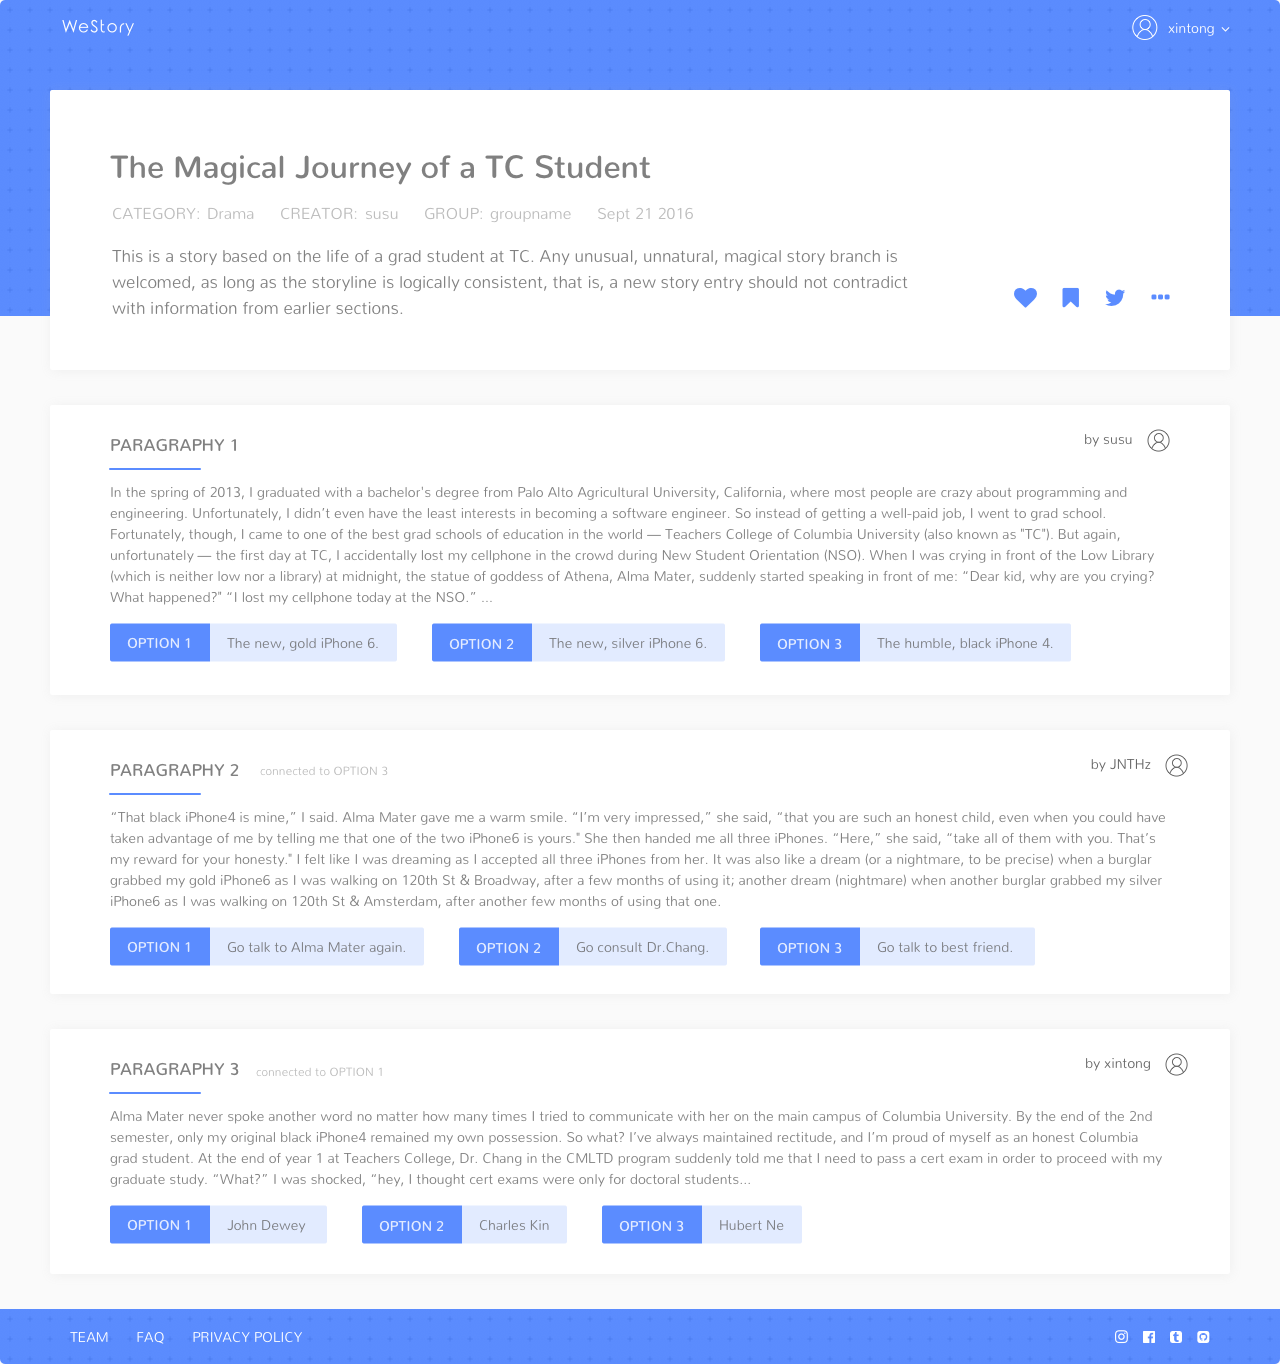 WeStory
xintong
The Magical Journey of a TC Student
CATEGORY: Drama CREATOR: susu GROUP: groupname Sept 21 2016
This is a story based on the life of a grad student at TC. Any unusual, unnatural, magical story branch is
welcomed, as long as the storyline is logically consistent, that is, a new story entry should not contradict
with information from earlier sections.
PARAGRAPHY 1
by susu
In the spring of 2013, I graduated with a bachelor's degree from Palo Alto Agricultural University, California, where most people are crazy about programming and
engineering. Unfortunately, I didn’t even have the least interests in becoming a software engineer. So instead of getting a well-paid job, I went to grad school.
Fortunately, though, I came to one of the best grad schools of education in the world — Teachers College of Columbia University (also known as "TC"). But again,
unfortunately — the first day at TC, I accidentally lost my cellphone in the crowd during New Student Orientation (NSO). When I was crying in front of the Low Library
(which is neither low nor a library) at midnight, the statue of goddess of Athena, Alma Mater, suddenly started speaking in front of me: “Dear kid, why are you crying?
What happened?" “I lost my cellphone today at the NSO.” ...
OPTION 1 The new, gold iPhone 6. OPTION 2 The new, silver iPhone 6. OPTION 3 The humble, black iPhone 4.
PARAGRAPHY 2 connected to OPTION 3
by JNTHz
“That black iPhone4 is mine,” I said. Alma Mater gave me a warm smile. “I’m very impressed,” she said, “that you are such an honest child, even when you could have
taken advantage of me by telling me that one of the two iPhone6 is yours." She then handed me all three iPhones. “Here,” she said, “take all of them with you. That’s
my reward for your honesty." I felt like I was dreaming as I accepted all three iPhones from her. It was also like a dream (or a nightmare, to be precise) when a burglar
grabbed my gold iPhone6 as I was walking on 120th St & Broadway, after a few months of using it; another dream (nightmare) when another burglar grabbed my silver
iPhone6 as I was walking on 120th St & Amsterdam, after another few months of using that one.
OPTION 1 Go talk to Alma Mater again. OPTION 2 Go consult Dr.Chang. OPTION 3 Go talk to best friend.
PARAGRAPHY 3 connected to OPTION 1
by xintong
Alma Mater never spoke another word no matter how many times I tried to communicate with her on the main campus of Columbia University. By the end of the 2nd
semester, only my original black iPhone4 remained my own possession. So what? I’ve always maintained rectitude, and I’m proud of myself as an honest Columbia
grad student. At the end of year 1 at Teachers College, Dr. Chang in the CMLTD program suddenly told me that I need to pass a cert exam in order to proceed with my
graduate study. “What?” I was shocked, “hey, I thought cert exams were only for doctoral students...
OPTION 1 John Dewey OPTION 2 Charles Kin OPTION 3 Hubert Ne
TEAM FAQ PRIVACY POLICY